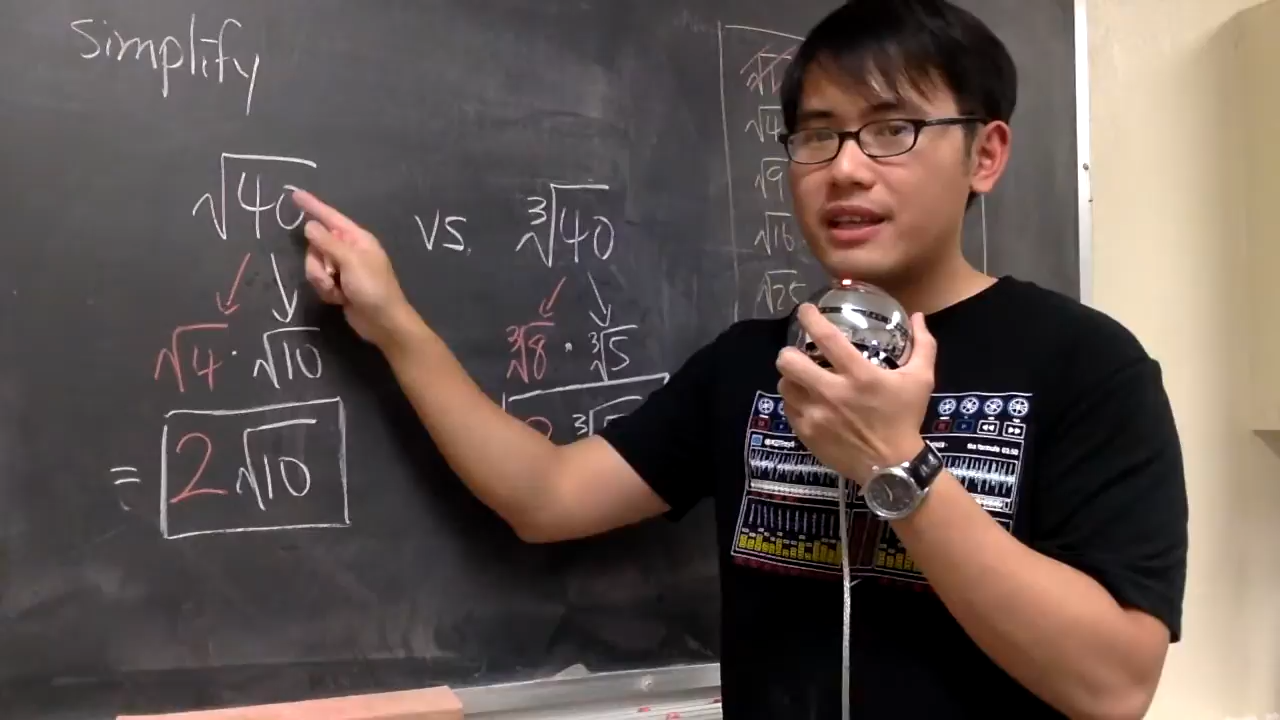 Simplify
√40 vs. ∛40
√4 · √10
∛8 · ∛5
= 2√10
√4
√9
√16
√25